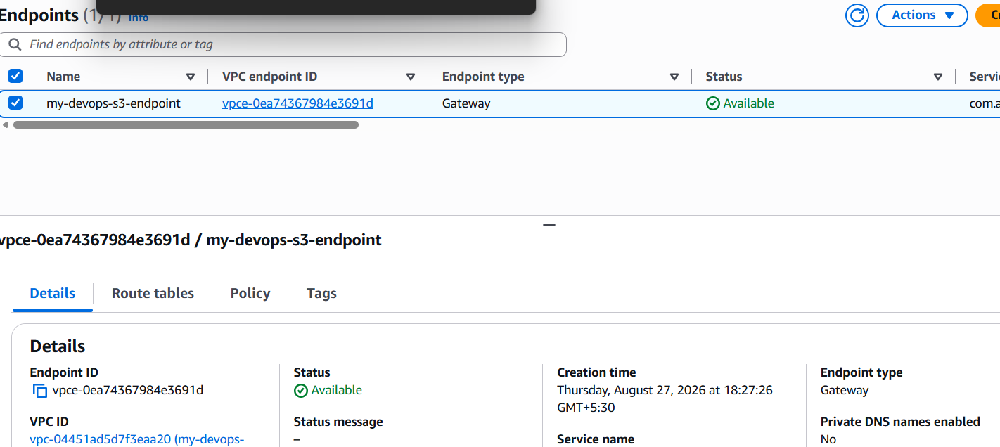 Endpoints (1/1) Info
Actions
Find endpoints by attribute or tag
Name VPC endpoint ID Endpoint type Status
my-devops-s3-endpoint vpce-0ea74367984e3691d Gateway Available
vpce-0ea74367984e3691d / my-devops-s3-endpoint
Details Route tables Policy Tags
Details
Endpoint ID Status Creation time Endpoint type
vpce-0ea74367984e3691d Available Thursday, August 27, 2026 at 18:27:26 Gateway
GMT+5:30
VPC ID Status message Service name Private DNS names enabled
vpc-04451ad5d7f3eaa20 (my-devops- – No